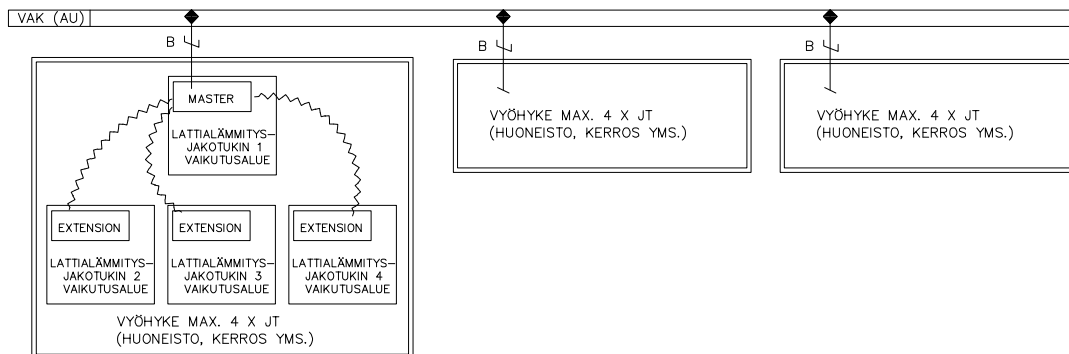 VAK (AU)
B
B
B
MASTER
LATTIALÄMMITYS-
JAKOTUKIN 1
VAIKUTUSALUE
EXTENSION
LATTIALÄMMITYS-
JAKOTUKIN 2
VAIKUTUSALUE
EXTENSION
LATTIALÄMMITYS-
JAKOTUKIN 3
VAIKUTUSALUE
EXTENSION
LATTIALÄMMITYS-
JAKOTUKIN 4
VAIKUTUSALUE
VYÖHYKE MAX. 4 X JT
(HUONEISTO, KERROS YMS.)
VYÖHYKE MAX. 4 X JT
(HUONEISTO, KERROS YMS.)
VYÖHYKE MAX. 4 X JT
(HUONEISTO, KERROS YMS.)